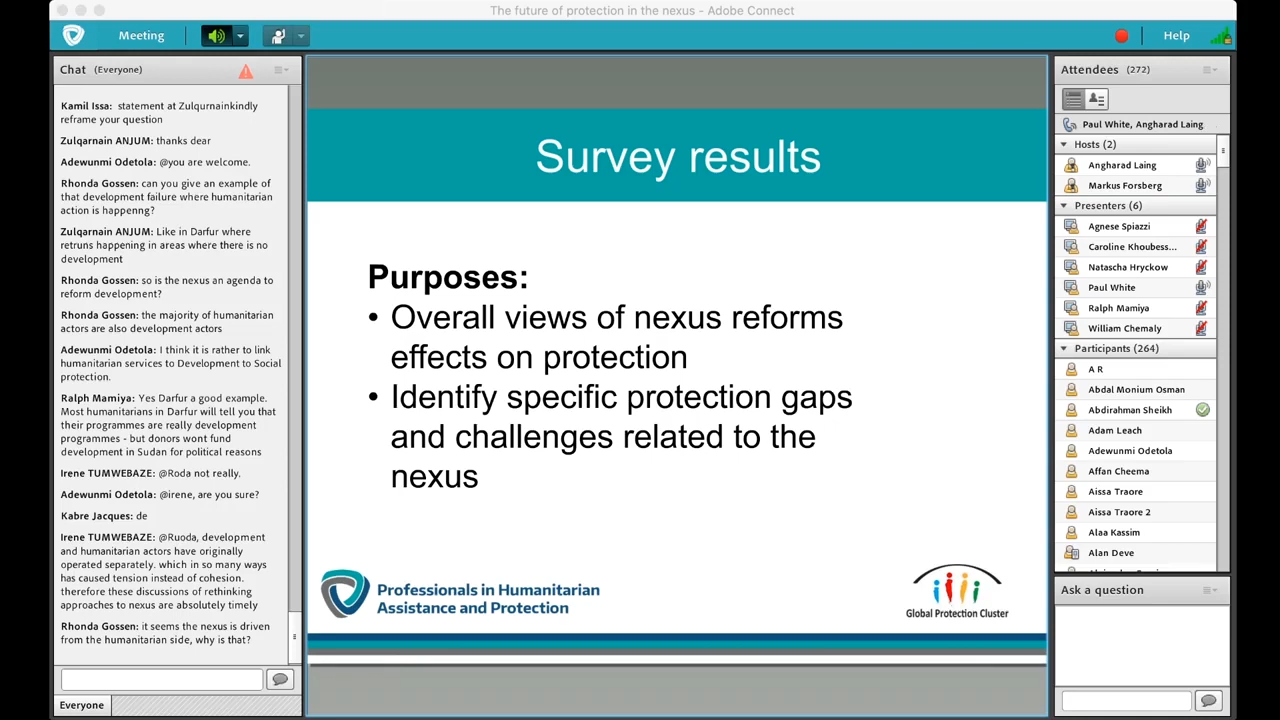 The future of protection in the nexus - Adobe Connect
Meeting
Help
Chat (Everyone)
Kamil Issa: statement at Zulqurnainkindly
reframe your question
Zulqarnain ANJUM: thanks dear
Adewunmi Odetola: @you are welcome.
Rhonda Gossen: can you give an example of
that development failure where humanitarian
action is happenng?
Zulqarnain ANJUM: Like in Darfur where
retruns happening in areas where there is no
development
Rhonda Gossen: so is the nexus an agenda to
reform development?
Rhonda Gossen: the majority of humanitarian
actors are also development actors
Adewunmi Odetola: I think it is rather to link
humanitarian services to Development to Social
protection.
Ralph Mamiya: Yes Darfur a good example.
Most humanitarians in Darfur will tell you that
their programmes are really development
programmes - but donors wont fund
development in Sudan for political reasons
Irene TUMWEBAZE: @Roda not really.
Adewunmi Odetola: @irene, are you sure?
Kabre Jacques: de
Irene TUMWEBAZE: @Ruoda, development
and humanitarian actors have originally
operated separately. which in so many ways
has caused tension instead of cohesion.
therefore these discussions of rethinking
approaches to nexus are absolutely timely
Rhonda Gossen: it seems the nexus is driven
from the humanitarian side, why is that?
Everyone
Survey results
Purposes:
• Overall views of nexus reforms
effects on protection
• Identify specific protection gaps
and challenges related to the
nexus
Professionals in Humanitarian
Assistance and Protection
Global Protection Cluster
Attendees (272)
Paul White, Angharad Laing
Hosts (2)
Angharad Laing
Markus Forsberg
Presenters (6)
Agnese Spiazzi
Caroline Khoubess...
Natascha Hryckow
Paul White
Ralph Mamiya
William Chemaly
Participants (264)
A R
Abdal Monium Osman
Abdirahman Sheikh
Adam Leach
Adewunmi Odetola
Affan Cheema
Aissa Traore
Aissa Traore 2
Alaa Kassim
Alan Deve
Ask a question